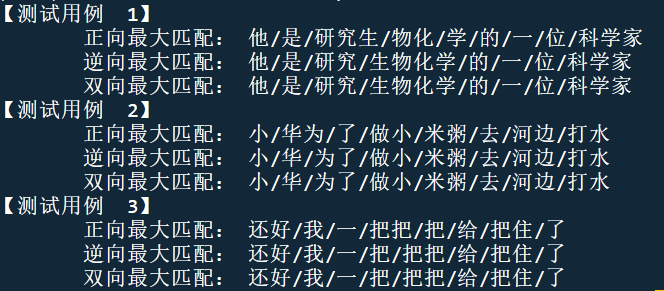 【测试用例 1】
正向最大匹配： 他/是/研究生/物化/学/的/一/位/科学家
逆向最大匹配： 他/是/研究/生物化学/的/一/位/科学家
双向最大匹配： 他/是/研究/生物化学/的/一/位/科学家
【测试用例 2】
正向最大匹配： 小/华为/了/做小/米粥/去/河边/打水
逆向最大匹配： 小/华/为了/做小/米粥/去/河边/打水
双向最大匹配： 小/华/为了/做小/米粥/去/河边/打水
【测试用例 3】
正向最大匹配： 还好/我/一/把把/把/给/把住/了
逆向最大匹配： 还好/我/一/把/把把/给/把住/了
双向最大匹配： 还好/我/一/把/把把/给/把住/了